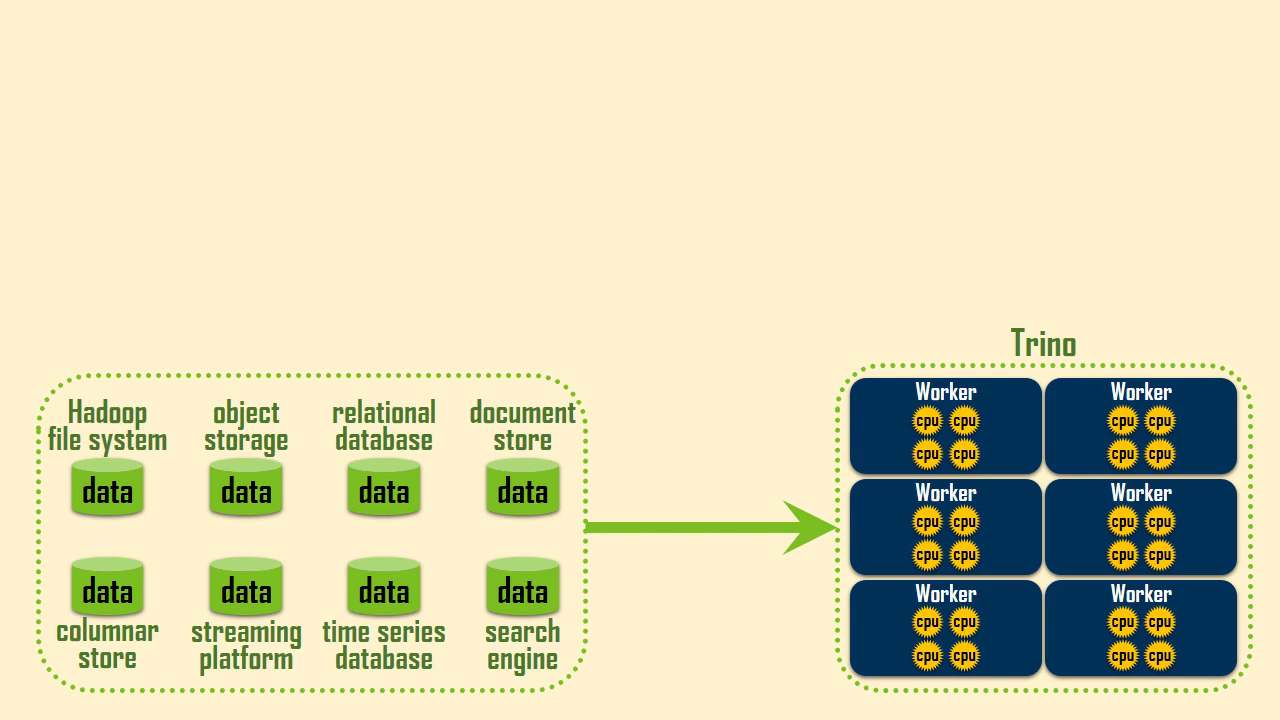 Trino
Hadoop
file system
object
storage
relational
database
document
store
data
data
data
data
data
data
data
data
columnar
store
streaming
platform
time series
database
search
engine
Worker
cpu cpu
cpu cpu
Worker
cpu cpu
cpu cpu
Worker
cpu cpu
cpu cpu
Worker
cpu cpu
cpu cpu
Worker
cpu cpu
cpu cpu
Worker
cpu cpu
cpu cpu